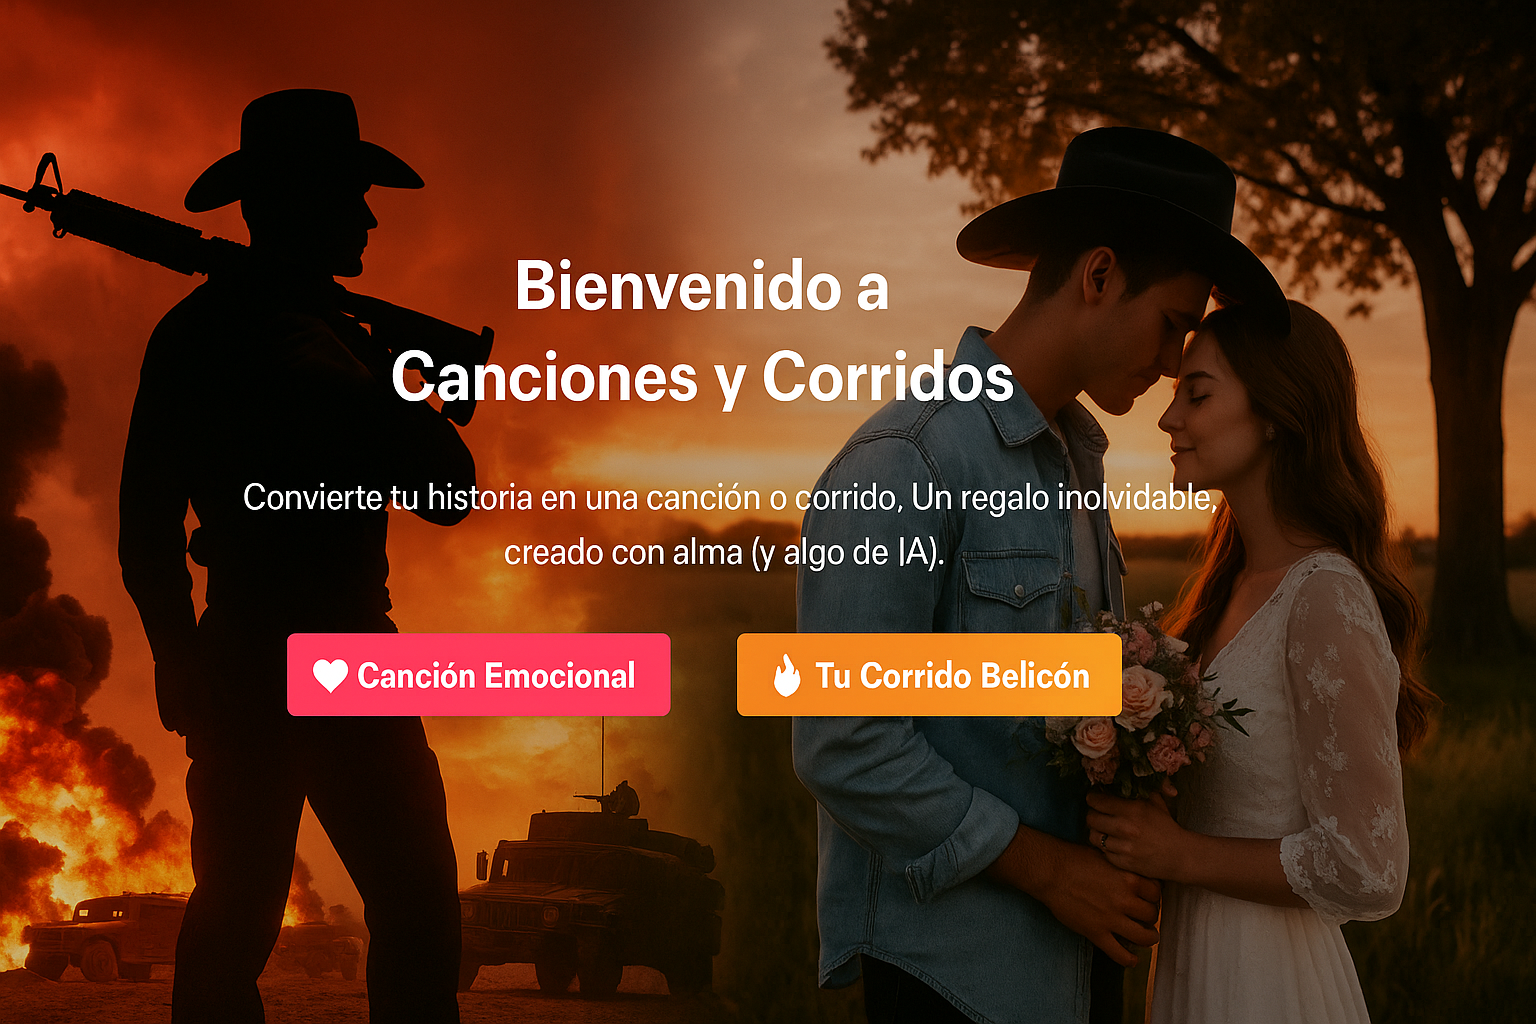 Bienvenido a
Canciones y Corridos
Convierte tu historia en una canción o corrido, Un regalo inolvidable,
creado con alma (y algo de IA).
Canción Emocional
Tu Corrido Belicón